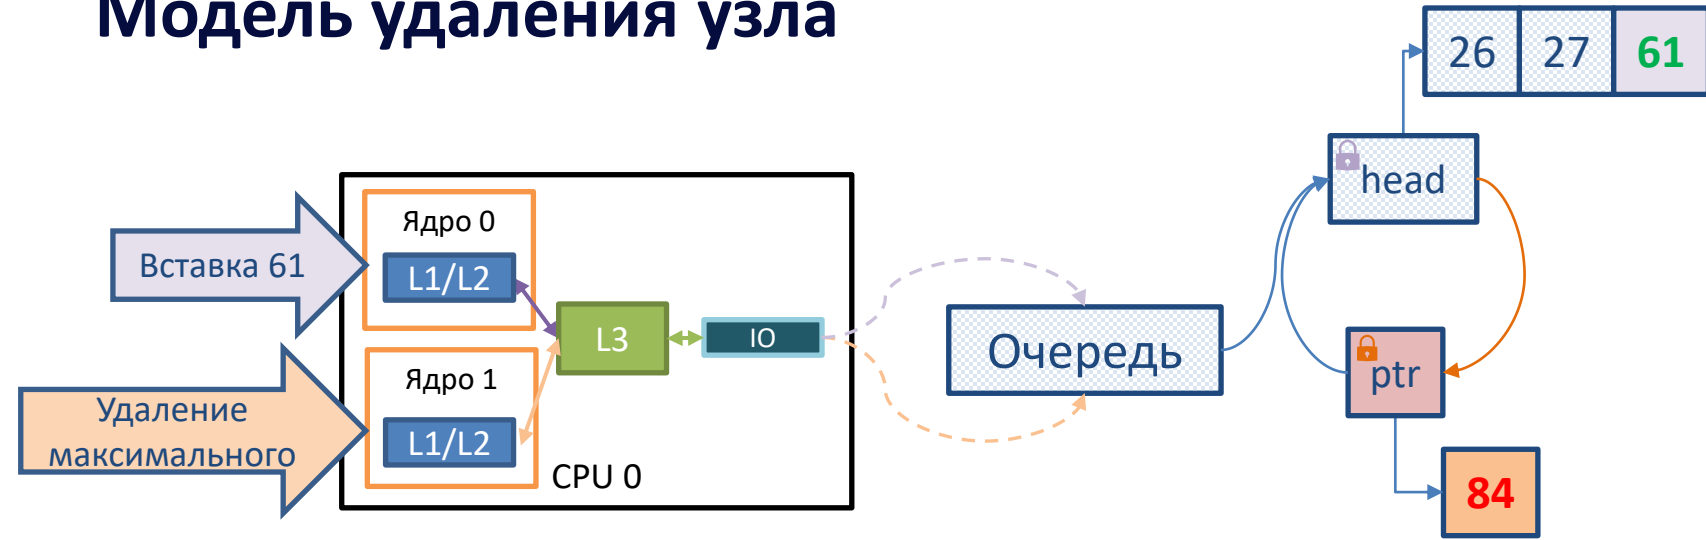 Модель удаления узла
26 27 61
head
Ядро 0
Вставка 61
L1/L2
L3
IO
Очередь
ptr
Ядро 1
Удаление
максимального
L1/L2
CPU 0
84